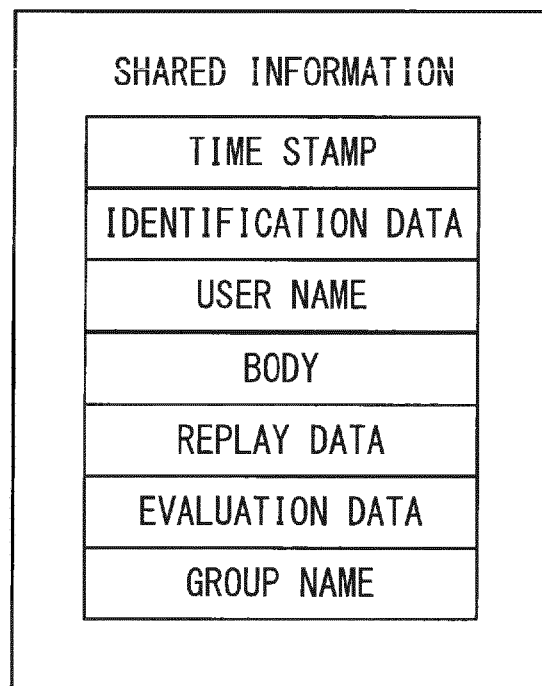 SHARED INFORMATION
TIME STAMP
IDENTIFICATION DATA
USER NAME
BODY
REPLAY DATA
EVALUATION DATA
GROUP NAME